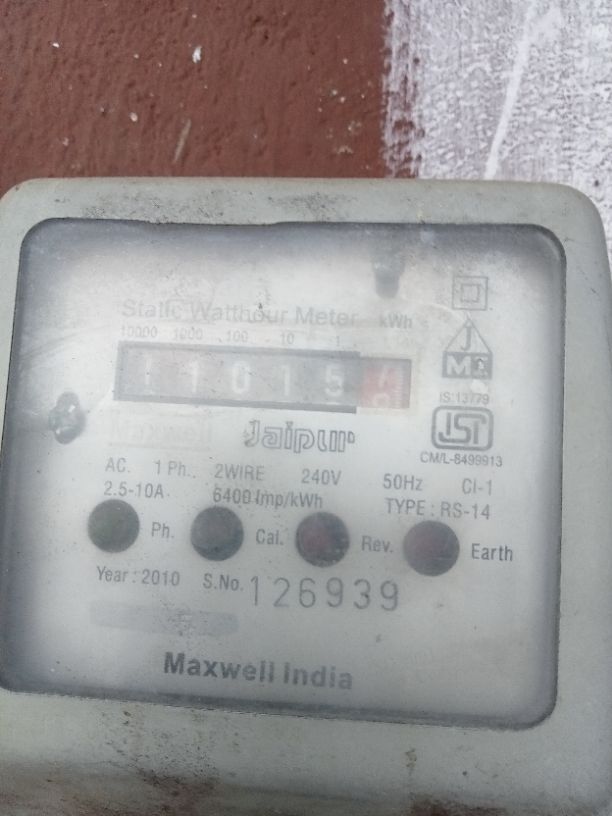 Static Watthour Meter kWh
10000 1000 100 10 1
1 1 0 1 5
J
M
IS:13779
Maxwell Jaipur
ISI
CM/L-8499913
AC. 1 Ph.. 2WIRE 240V 50Hz Cl-1
2.5-10A 6400 Imp/kWh TYPE : RS-14
Ph. Cal. Rev. Earth
Year : 2010 S.No. 126939
Maxwell India